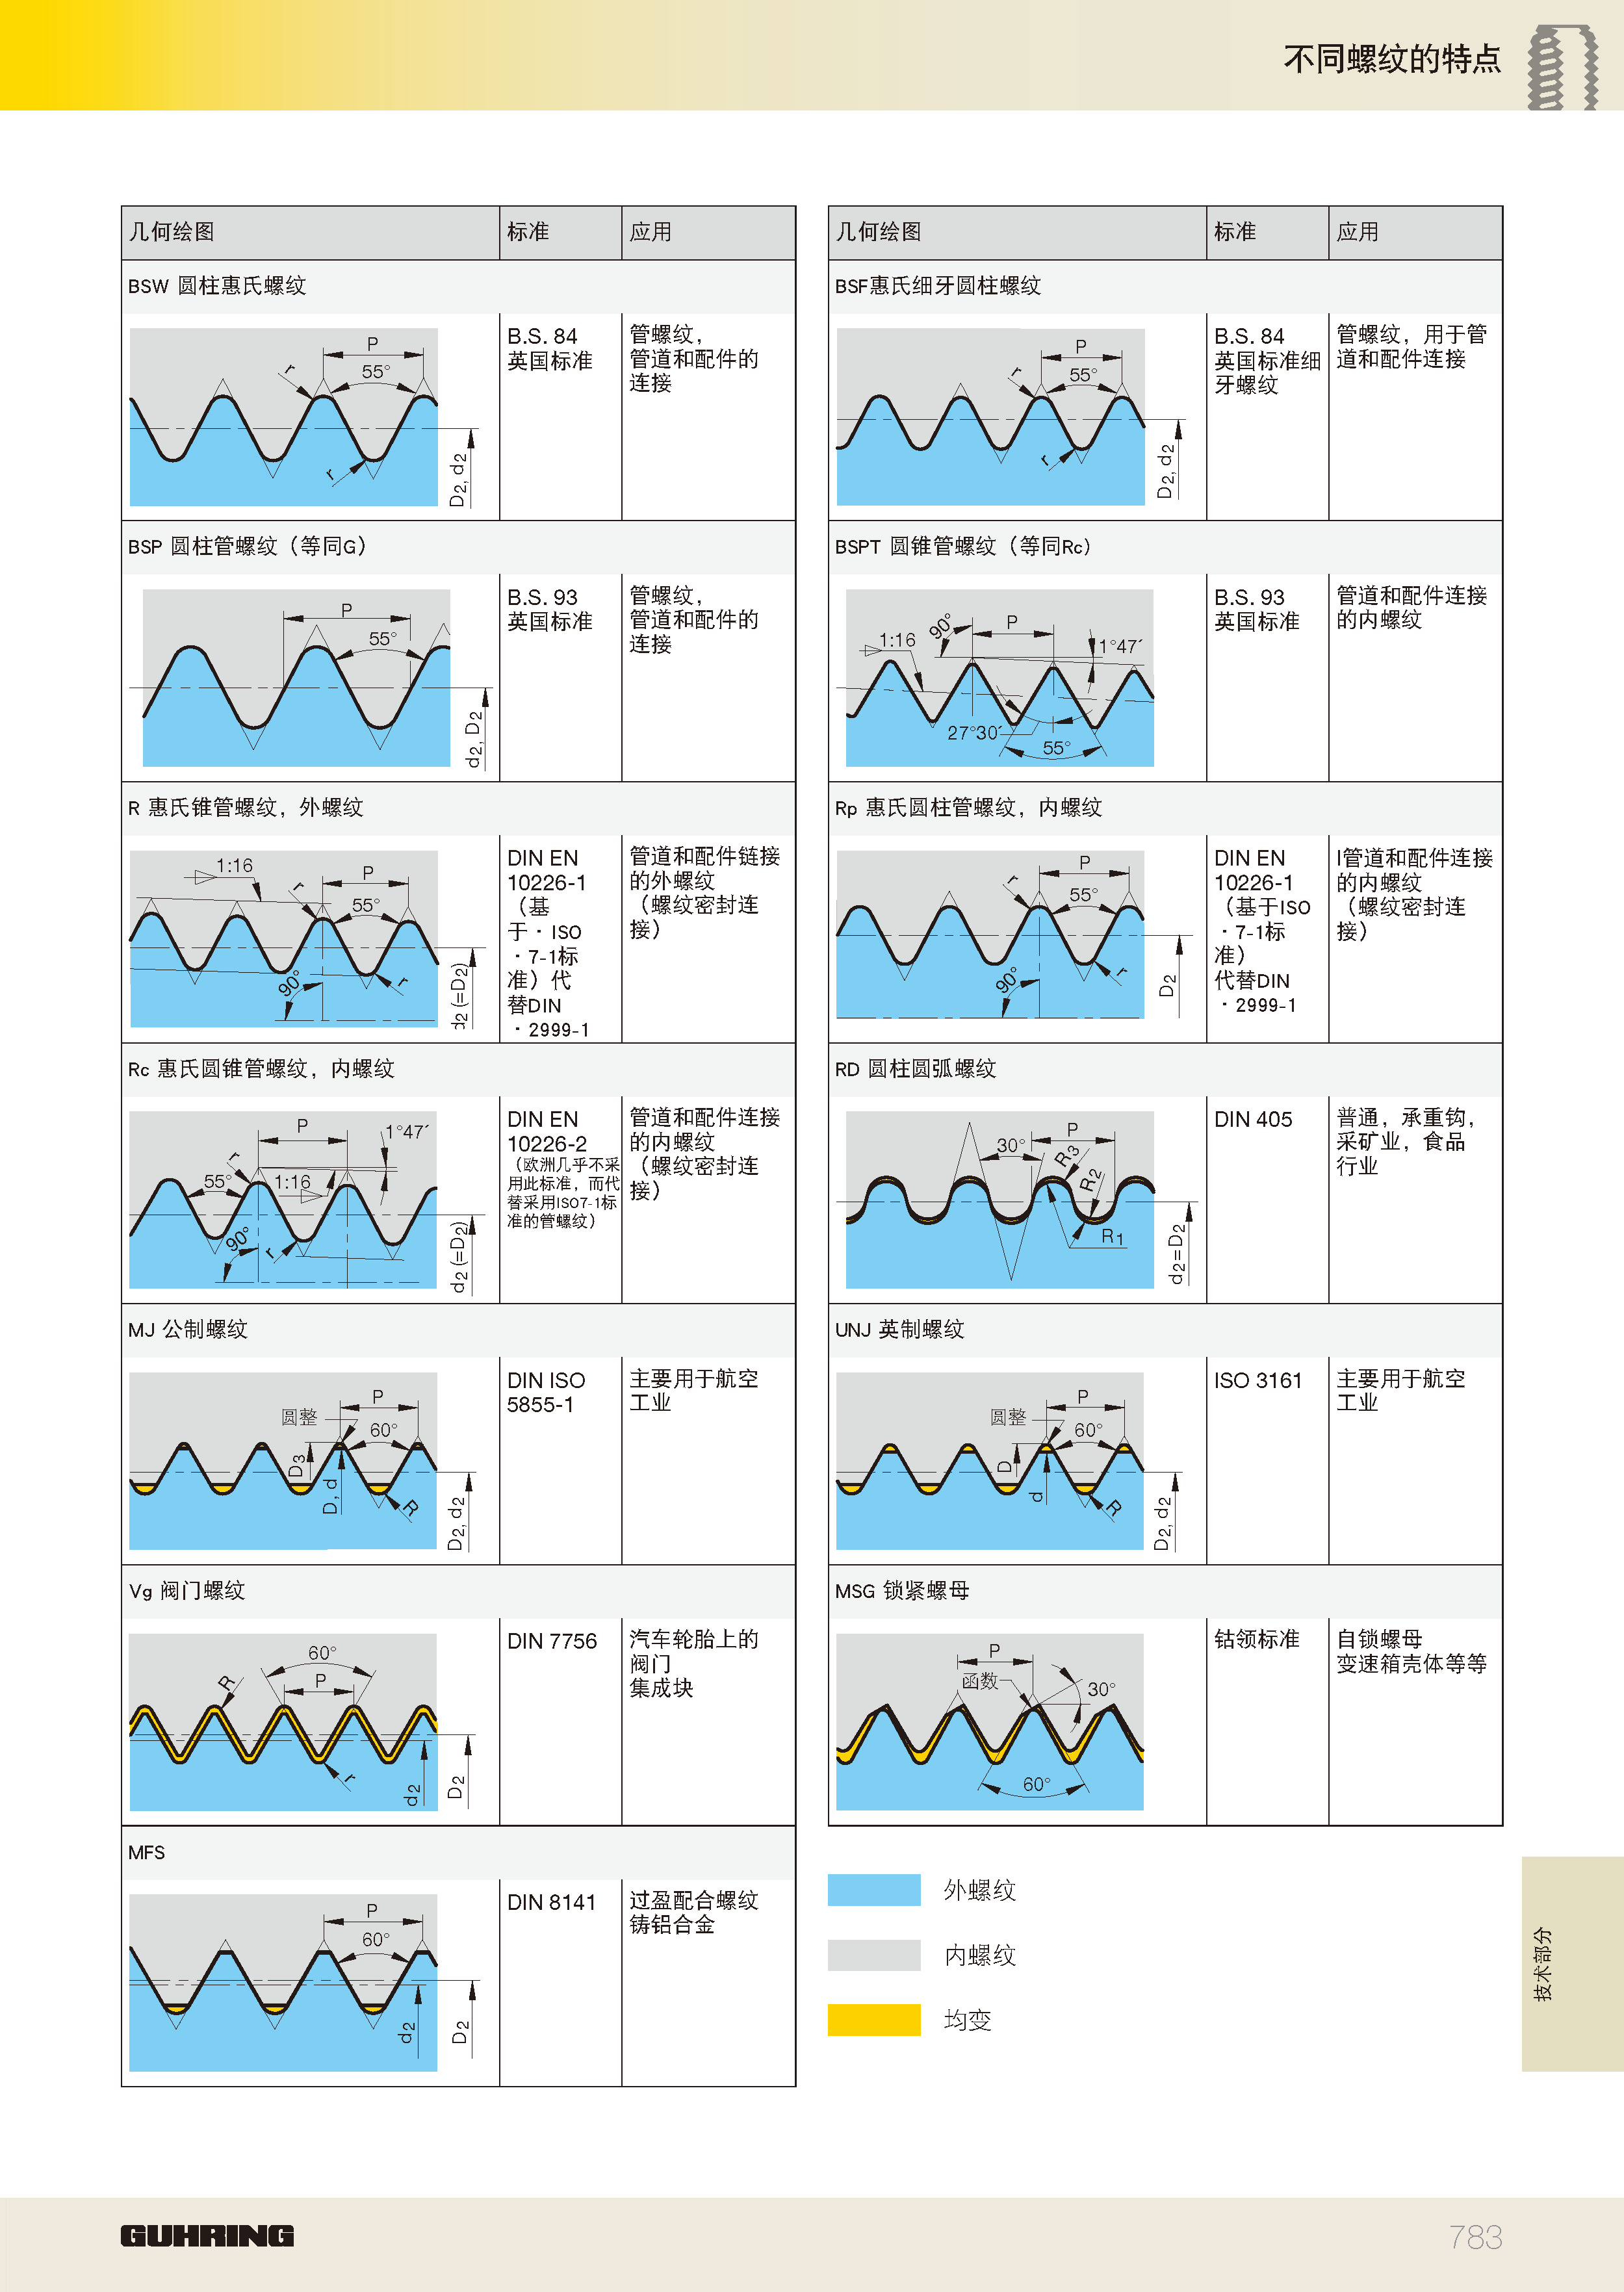 不同螺纹的特点
几何绘图 标准 应用
BSW 圆柱惠氏螺纹
P
55°
r
r
D2, d2
B.S. 84
英国标准
管螺纹，
管道和配件的
连接
BSP 圆柱管螺纹（等同G）
P
55°
d2, D2
B.S. 93
英国标准
管螺纹，
管道和配件的
连接
R 惠氏锥管螺纹，外螺纹
1:16
P
r
55°
90°
r
d2 (=D2)
DIN EN
10226-1
（基
于·ISO
·7-1标
准）代
替DIN
·2999-1
管道和配件链接
的外螺纹
（螺纹密封连
接）
Rc 惠氏圆锥管螺纹，内螺纹
P
1°47´
r
55°
1:16
90°
r
d2 (=D2)
DIN EN
10226-2
（欧洲几乎不采
用此标准，而代
替采用ISO7-1标
准的管螺纹）
管道和配件连接
的内螺纹
（螺纹密封连
接）
MJ 公制螺纹
P
圆整
60°
D3
D, d
R
D2, d2
DIN ISO
5855-1
主要用于航空
工业
Vg 阀门螺纹
60°
P
R
r
d2
D2
DIN 7756
汽车轮胎上的
阀门
集成块
MFS
P
60°
d2
D2
DIN 8141
过盈配合螺纹
铸铝合金
几何绘图 标准 应用
BSF惠氏细牙圆柱螺纹
P
55°
r
r
D2, d2
B.S. 84
英国标准细
牙螺纹
管螺纹，用于管
道和配件连接
BSPT 圆锥管螺纹（等同Rc）
90°
P
1:16
1°47´
27°30´
55°
B.S. 93
英国标准
管道和配件连接
的内螺纹
Rp 惠氏圆柱管螺纹，内螺纹
P
r
55°
90°
r
D2
DIN EN
10226-1
（基于ISO
·7-1标
准）
代替DIN
·2999-1
I管道和配件连接
的内螺纹
（螺纹密封连
接）
RD 圆柱圆弧螺纹
P
30°
R3
R2
R1
d2=D2
DIN 405
普通，承重钩，
采矿业，食品
行业
UNJ 英制螺纹
P
圆整
60°
D
d
R
D2, d2
ISO 3161
主要用于航空
工业
MSG 锁紧螺母
P
函数
30°
60°
钴领标准
自锁螺母
变速箱壳体等等
外螺纹
内螺纹
均变
技术部分
GUHRING
783